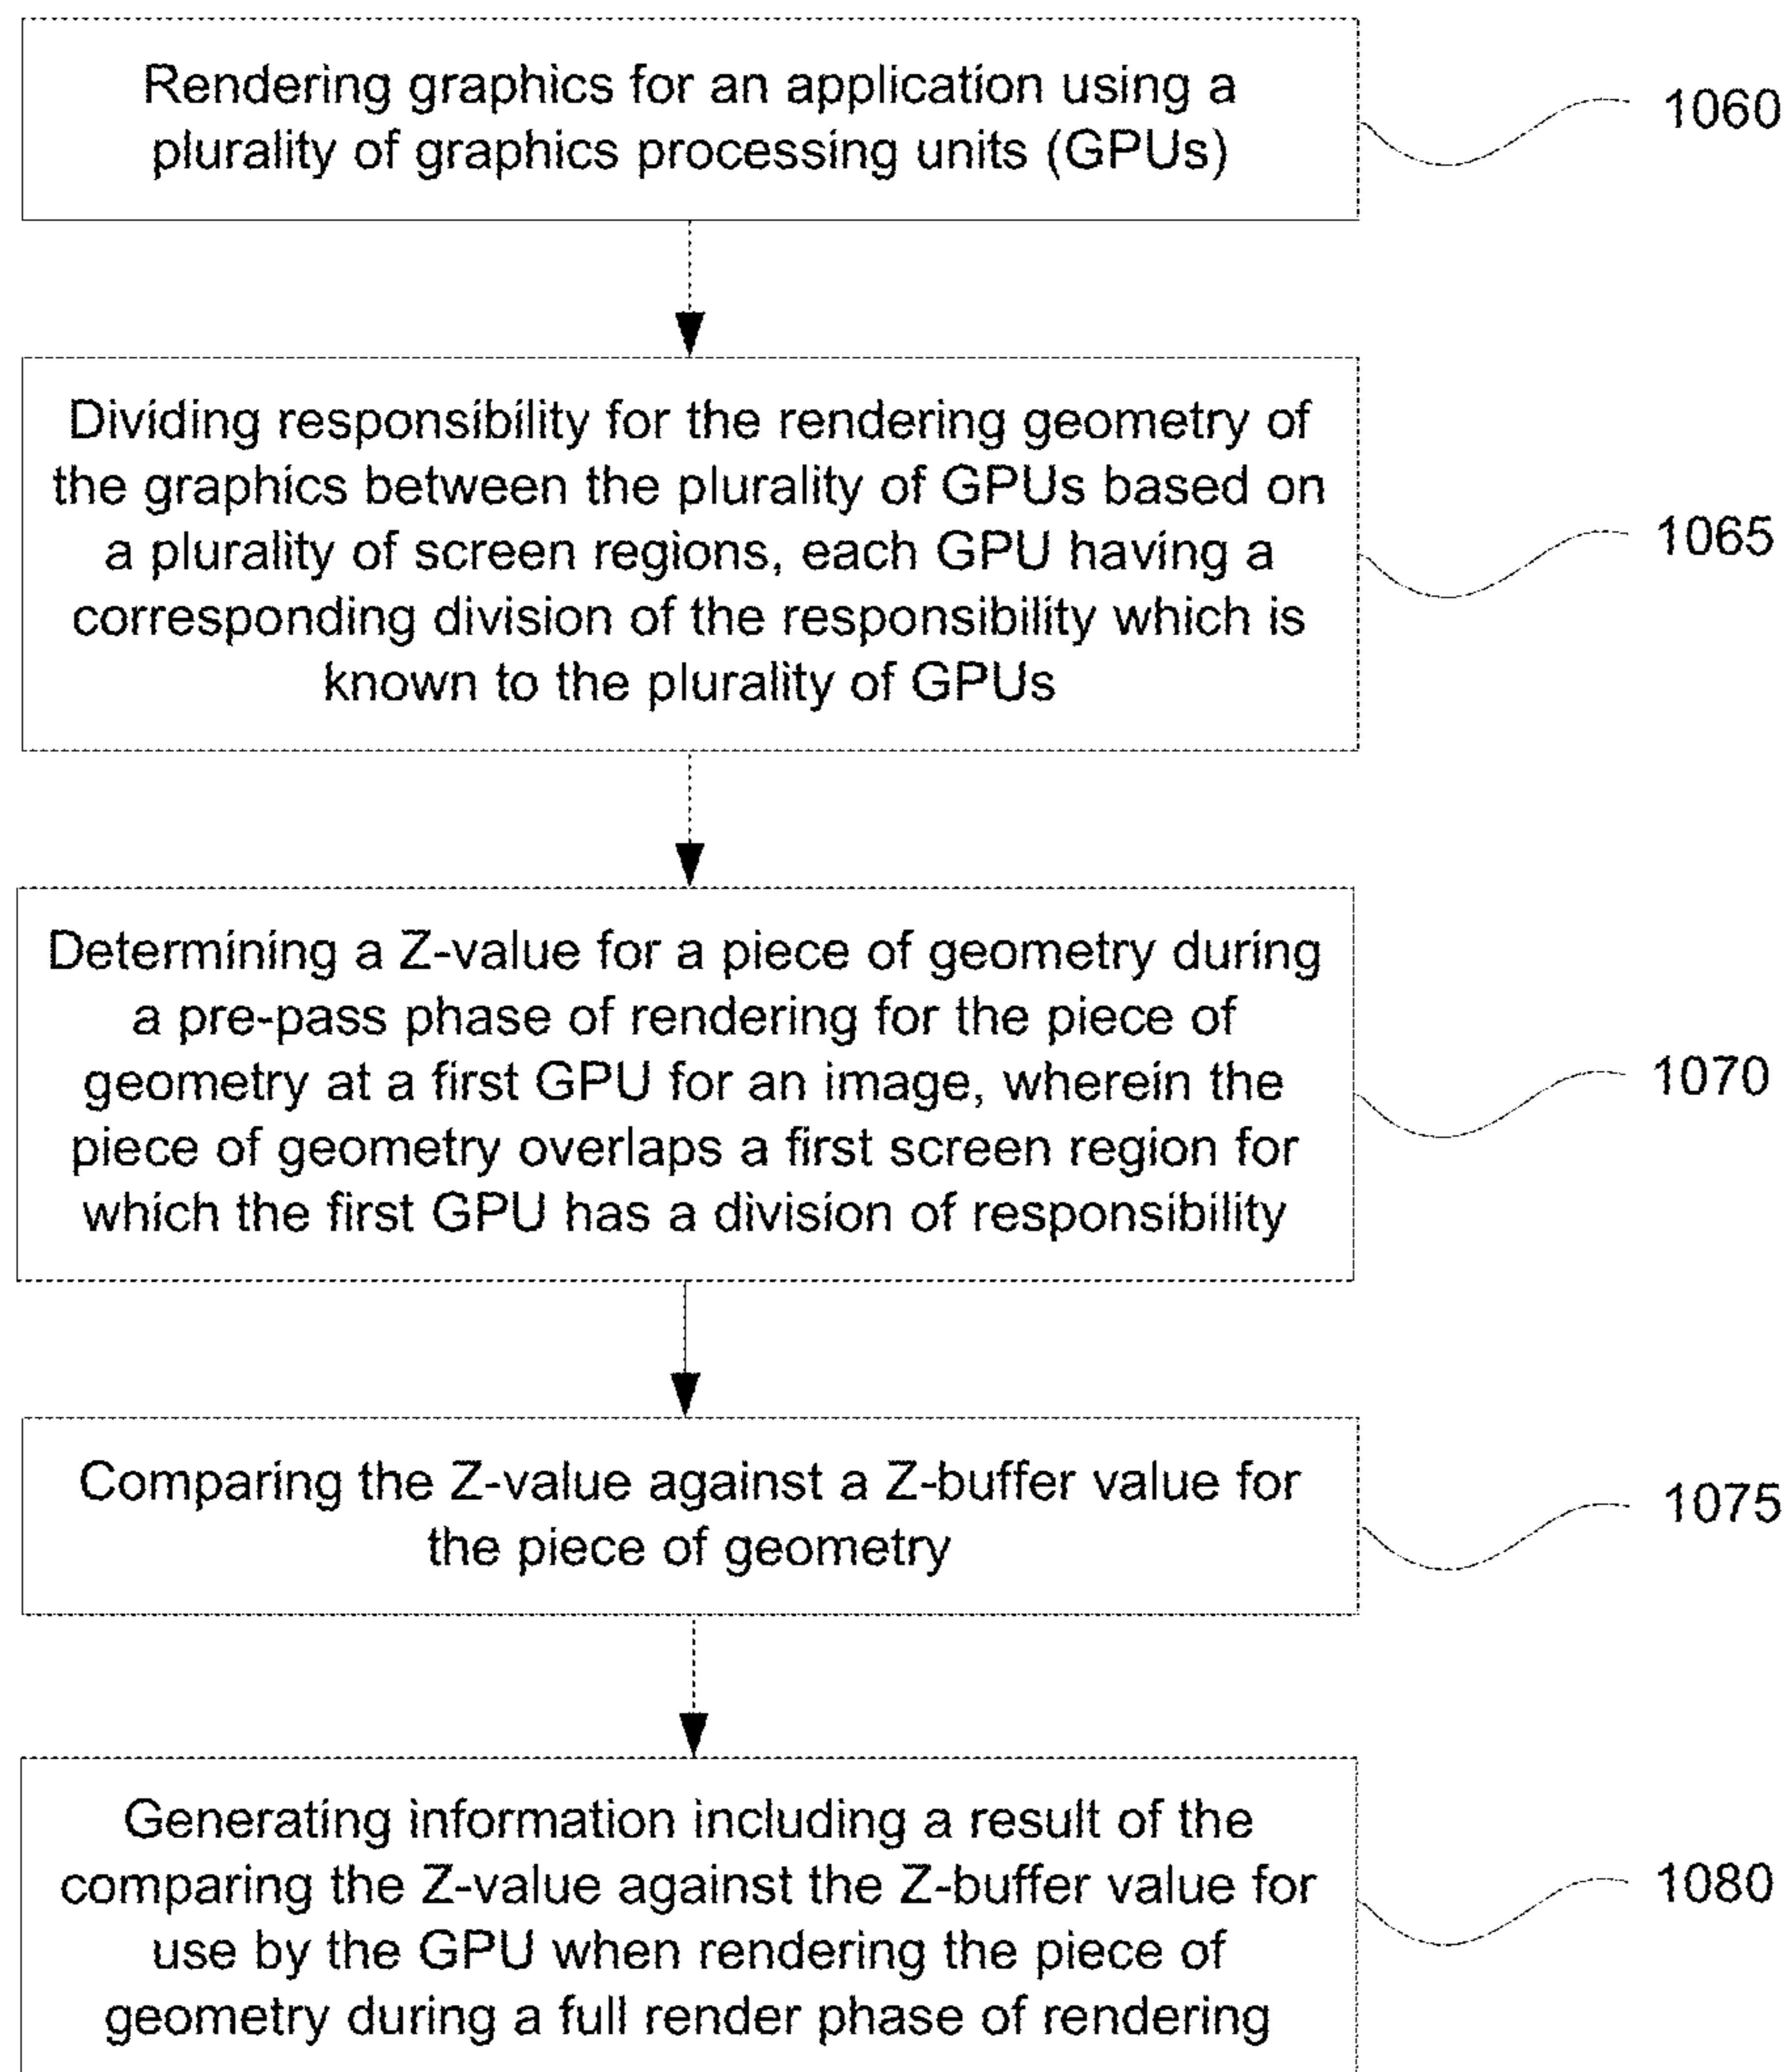 Rendering graphics for an application using a
plurality of graphics processing units (GPUs)
1060
Dividing responsibility for the rendering geometry of
the graphics between the plurality of GPUs based on
a plurality of screen regions, each GPU having a
corresponding division of the responsibility which is
known to the plurality of GPUs
1065
Determining a Z-value for a piece of geometry during
a pre-pass phase of rendering for the piece of
geometry at a first GPU for an image, wherein the
piece of geometry overlaps a first screen region for
which the first GPU has a division of responsibility
1070
Comparing the Z-value against a Z-buffer value for
the piece of geometry
1075
Generating information including a result of the
comparing the Z-value against the Z-buffer value for
use by the GPU when rendering the piece of
geometry during a full render phase of rendering
1080